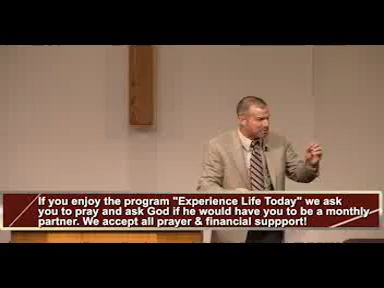 If you enjoy the program "Experience Life Today" we ask
you to pray and ask God if he would have you to be a monthly
partner. We accept all prayer & financial suppport!